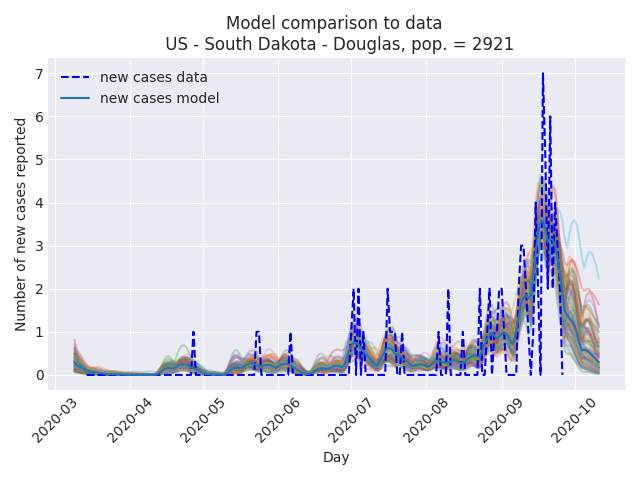 Model comparison to data
US - South Dakota - Douglas, pop. = 2921
new cases data
new cases model
Number of new cases reported
7
6
5
4
3
2
1
0
2020-03
2020-04
2020-05
2020-06
2020-07
2020-08
2020-09
2020-10
Day